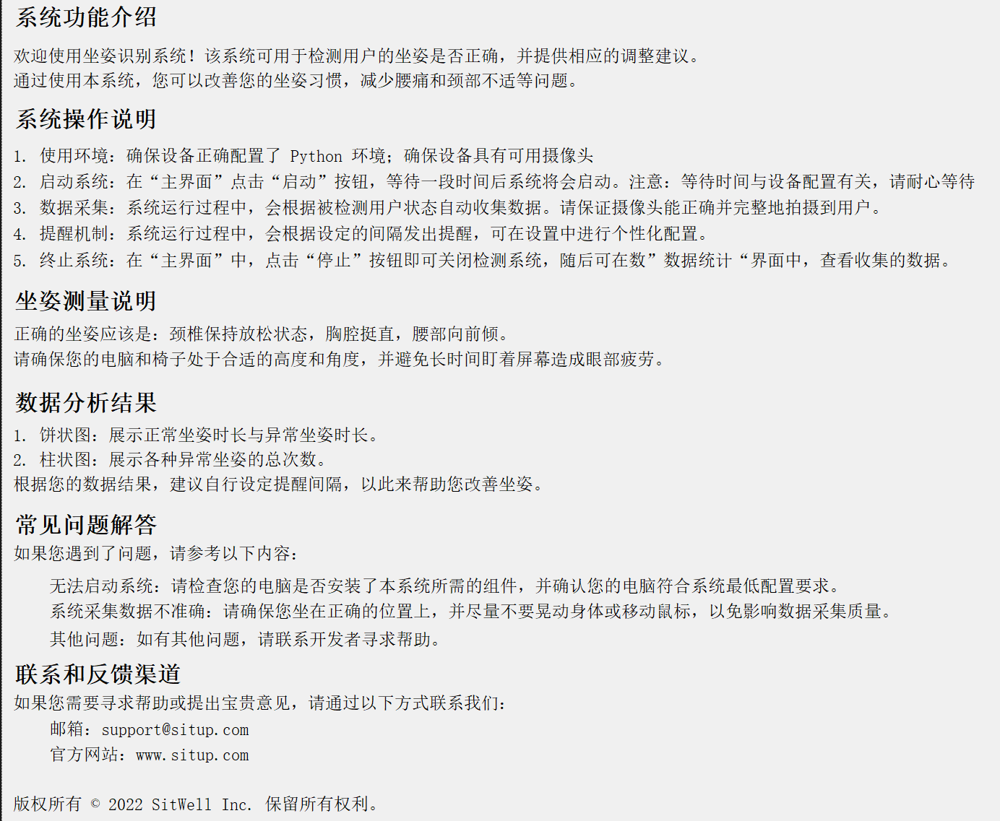 系统功能介绍
欢迎使用坐姿识别系统！该系统可用于检测用户的坐姿是否正确，并提供相应的调整建议。
通过使用本系统，您可以改善您的坐姿习惯，减少腰痛和颈部不适等问题。
系统操作说明
1. 使用环境：确保设备正确配置了 Python 环境；确保设备具有可用摄像头
2. 启动系统：在“主界面”点击“启动”按钮，等待一段时间后系统将会启动。注意：等待时间与设备配置有关，请耐心等待
3. 数据采集：系统运行过程中，会根据被检测用户状态自动收集数据。请保证摄像头能正确并完整地拍摄到用户。
4. 提醒机制：系统运行过程中，会根据设定的间隔发出提醒，可在设置中进行个性化配置。
5. 终止系统：在“主界面”中，点击“停止”按钮即可关闭检测系统，随后可在数”数据统计“界面中，查看收集的数据。
坐姿测量说明
正确的坐姿应该是：颈椎保持放松状态，胸腔挺直，腰部向前倾。
请确保您的电脑和椅子处于合适的高度和角度，并避免长时间盯着屏幕造成眼部疲劳。
数据分析结果
1. 饼状图：展示正常坐姿时长与异常坐姿时长。
2. 柱状图：展示各种异常坐姿的总次数。
根据您的数据结果，建议自行设定提醒间隔，以此来帮助您改善坐姿。
常见问题解答
如果您遇到了问题，请参考以下内容：
无法启动系统：请检查您的电脑是否安装了本系统所需的组件，并确认您的电脑符合系统最低配置要求。
系统采集数据不准确：请确保您坐在正确的位置上，并尽量不要晃动身体或移动鼠标，以免影响数据采集质量。
其他问题：如有其他问题，请联系开发者寻求帮助。
联系和反馈渠道
如果您需要寻求帮助或提出宝贵意见，请通过以下方式联系我们：
邮箱：support@situp.com
官方网站：www.situp.com
版权所有 © 2022 SitWell Inc. 保留所有权利。